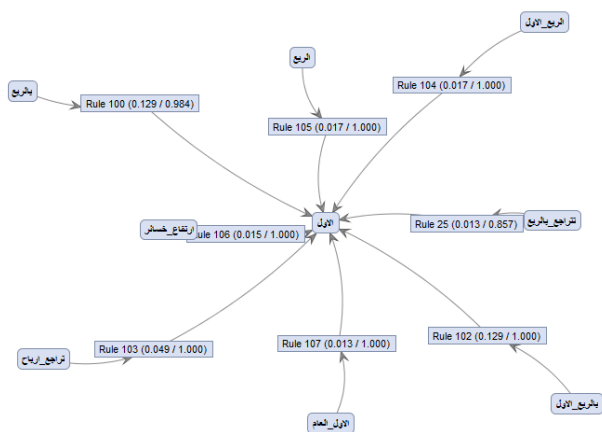 الربع_الاول
الربع
Rule 104 (0.017 / 1.000)
بالربع
Rule 100 (0.129 / 0.984)
Rule 105 (0.017 / 1.000)
الاول
تتراجع_بالربع
Rule 25 (0.013 / 0.857)
ارتفاع_خسائر
Rule 106 (0.015 / 1.000)
Rule 102 (0.129 / 1.000)
Rule 103 (0.049 / 1.000)
Rule 107 (0.013 / 1.000)
تراجع_ارباح
بالربع_الاول
الاول_العام